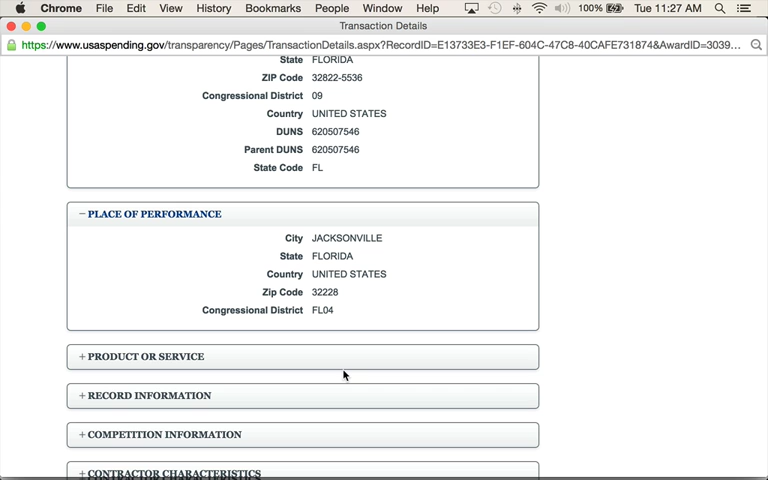 Chrome File Edit View History Bookmarks People Window Help 100% Tue 11:27 AM
Transaction Details
https://www.usaspending.gov/transparency/Pages/TransactionDetails.aspx?RecordID=E13733E3-F1EF-604C-47C8-40CAFE731874&AwardID=3039...
State FLORIDA
ZIP Code 32822-5536
Congressional District 09
Country UNITED STATES
DUNS 620507546
Parent DUNS 620507546
State Code FL
− PLACE OF PERFORMANCE
City JACKSONVILLE
State FLORIDA
Country UNITED STATES
Zip Code 32228
Congressional District FL04
+ PRODUCT OR SERVICE
+ RECORD INFORMATION
+ COMPETITION INFORMATION
+ CONTRACTOR CHARACTERISTICS